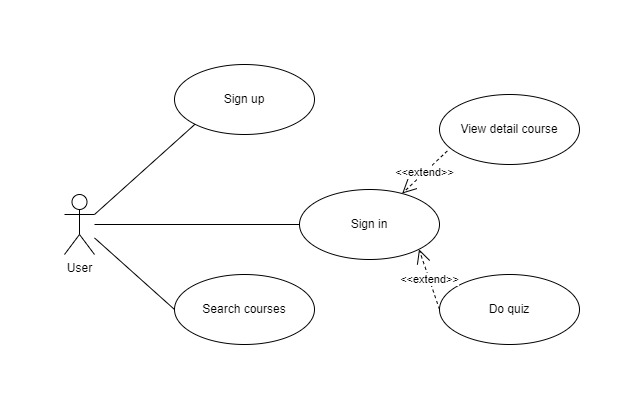 Sign up
View detail course
<<extend>>
Sign in
User
<<extend>>
Search courses
Do quiz